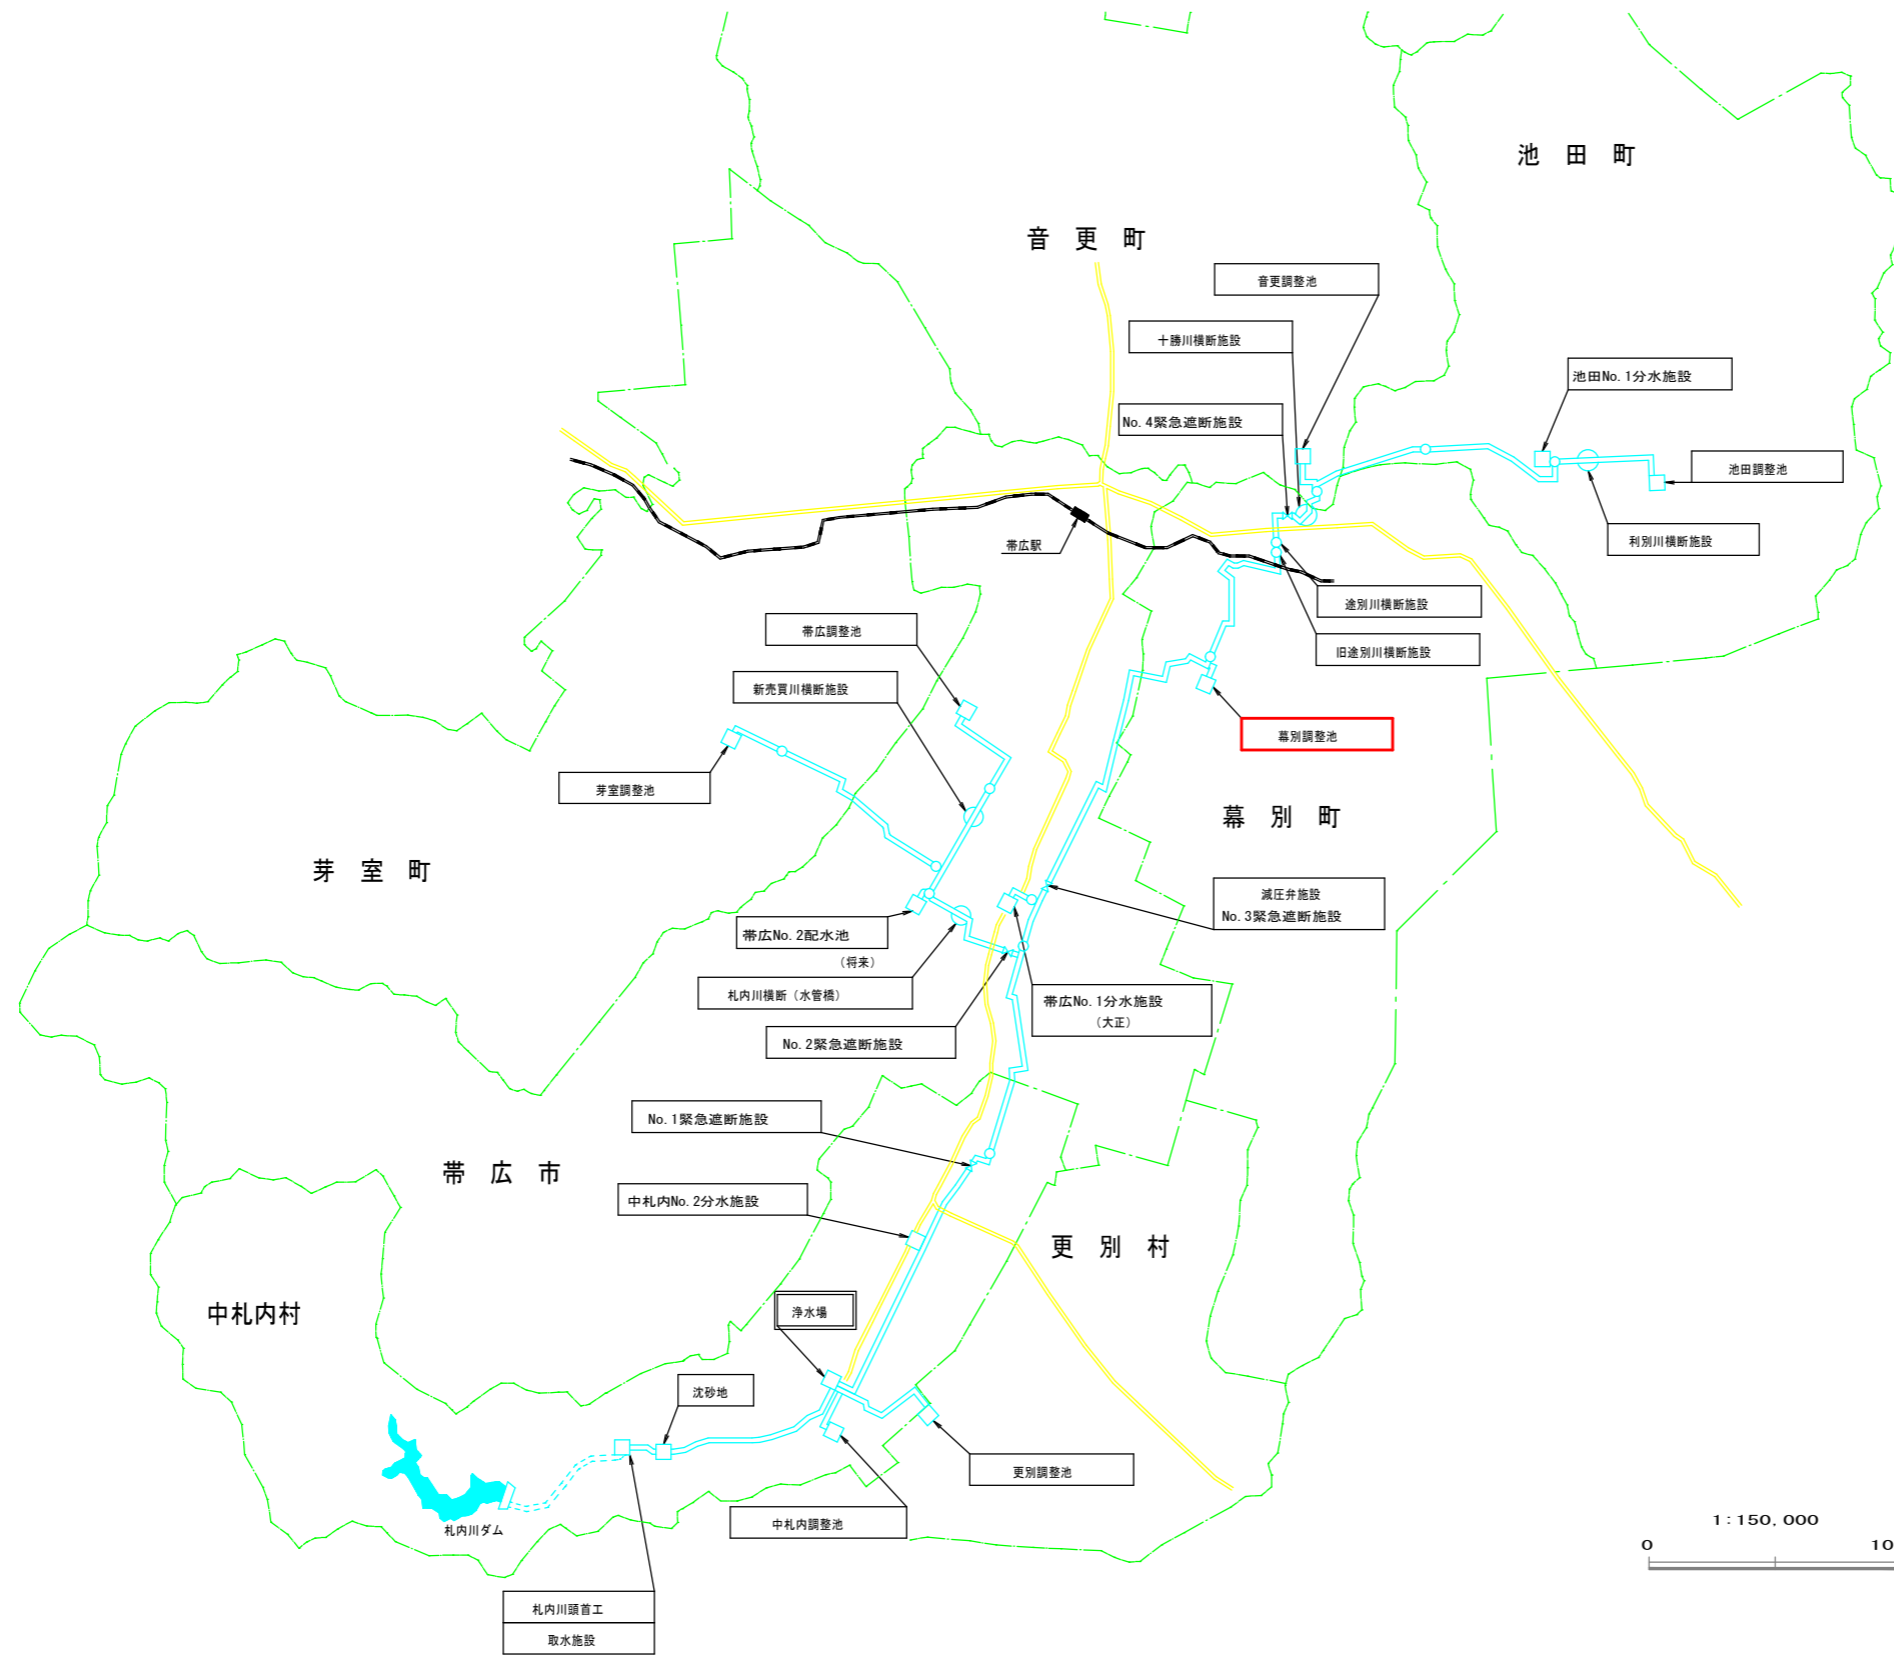 池田町
音更町
音更調整池
十勝川横断施設
池田No.1分水施設
No.4緊急遮断施設
池田調整池
帯広駅
利別川横断施設
途別川横断施設
帯広調整池
旧途別川横断施設
新売買川横断施設
幕別調整池
芽室調整池
幕別町
芽室町
減圧弁施設
No.3緊急遮断施設
帯広No.2配水池
(将来)
札内川横断(水管橋)
帯広No.1分水施設
(大正)
No.2緊急遮断施設
No.1緊急遮断施設
帯広市
中札内No.2分水施設
更別村
中札内村
浄水場
沈砂地
更別調整池
中札内調整池
札内川ダム
1:150,000
0 10
札内川頭首工
取水施設